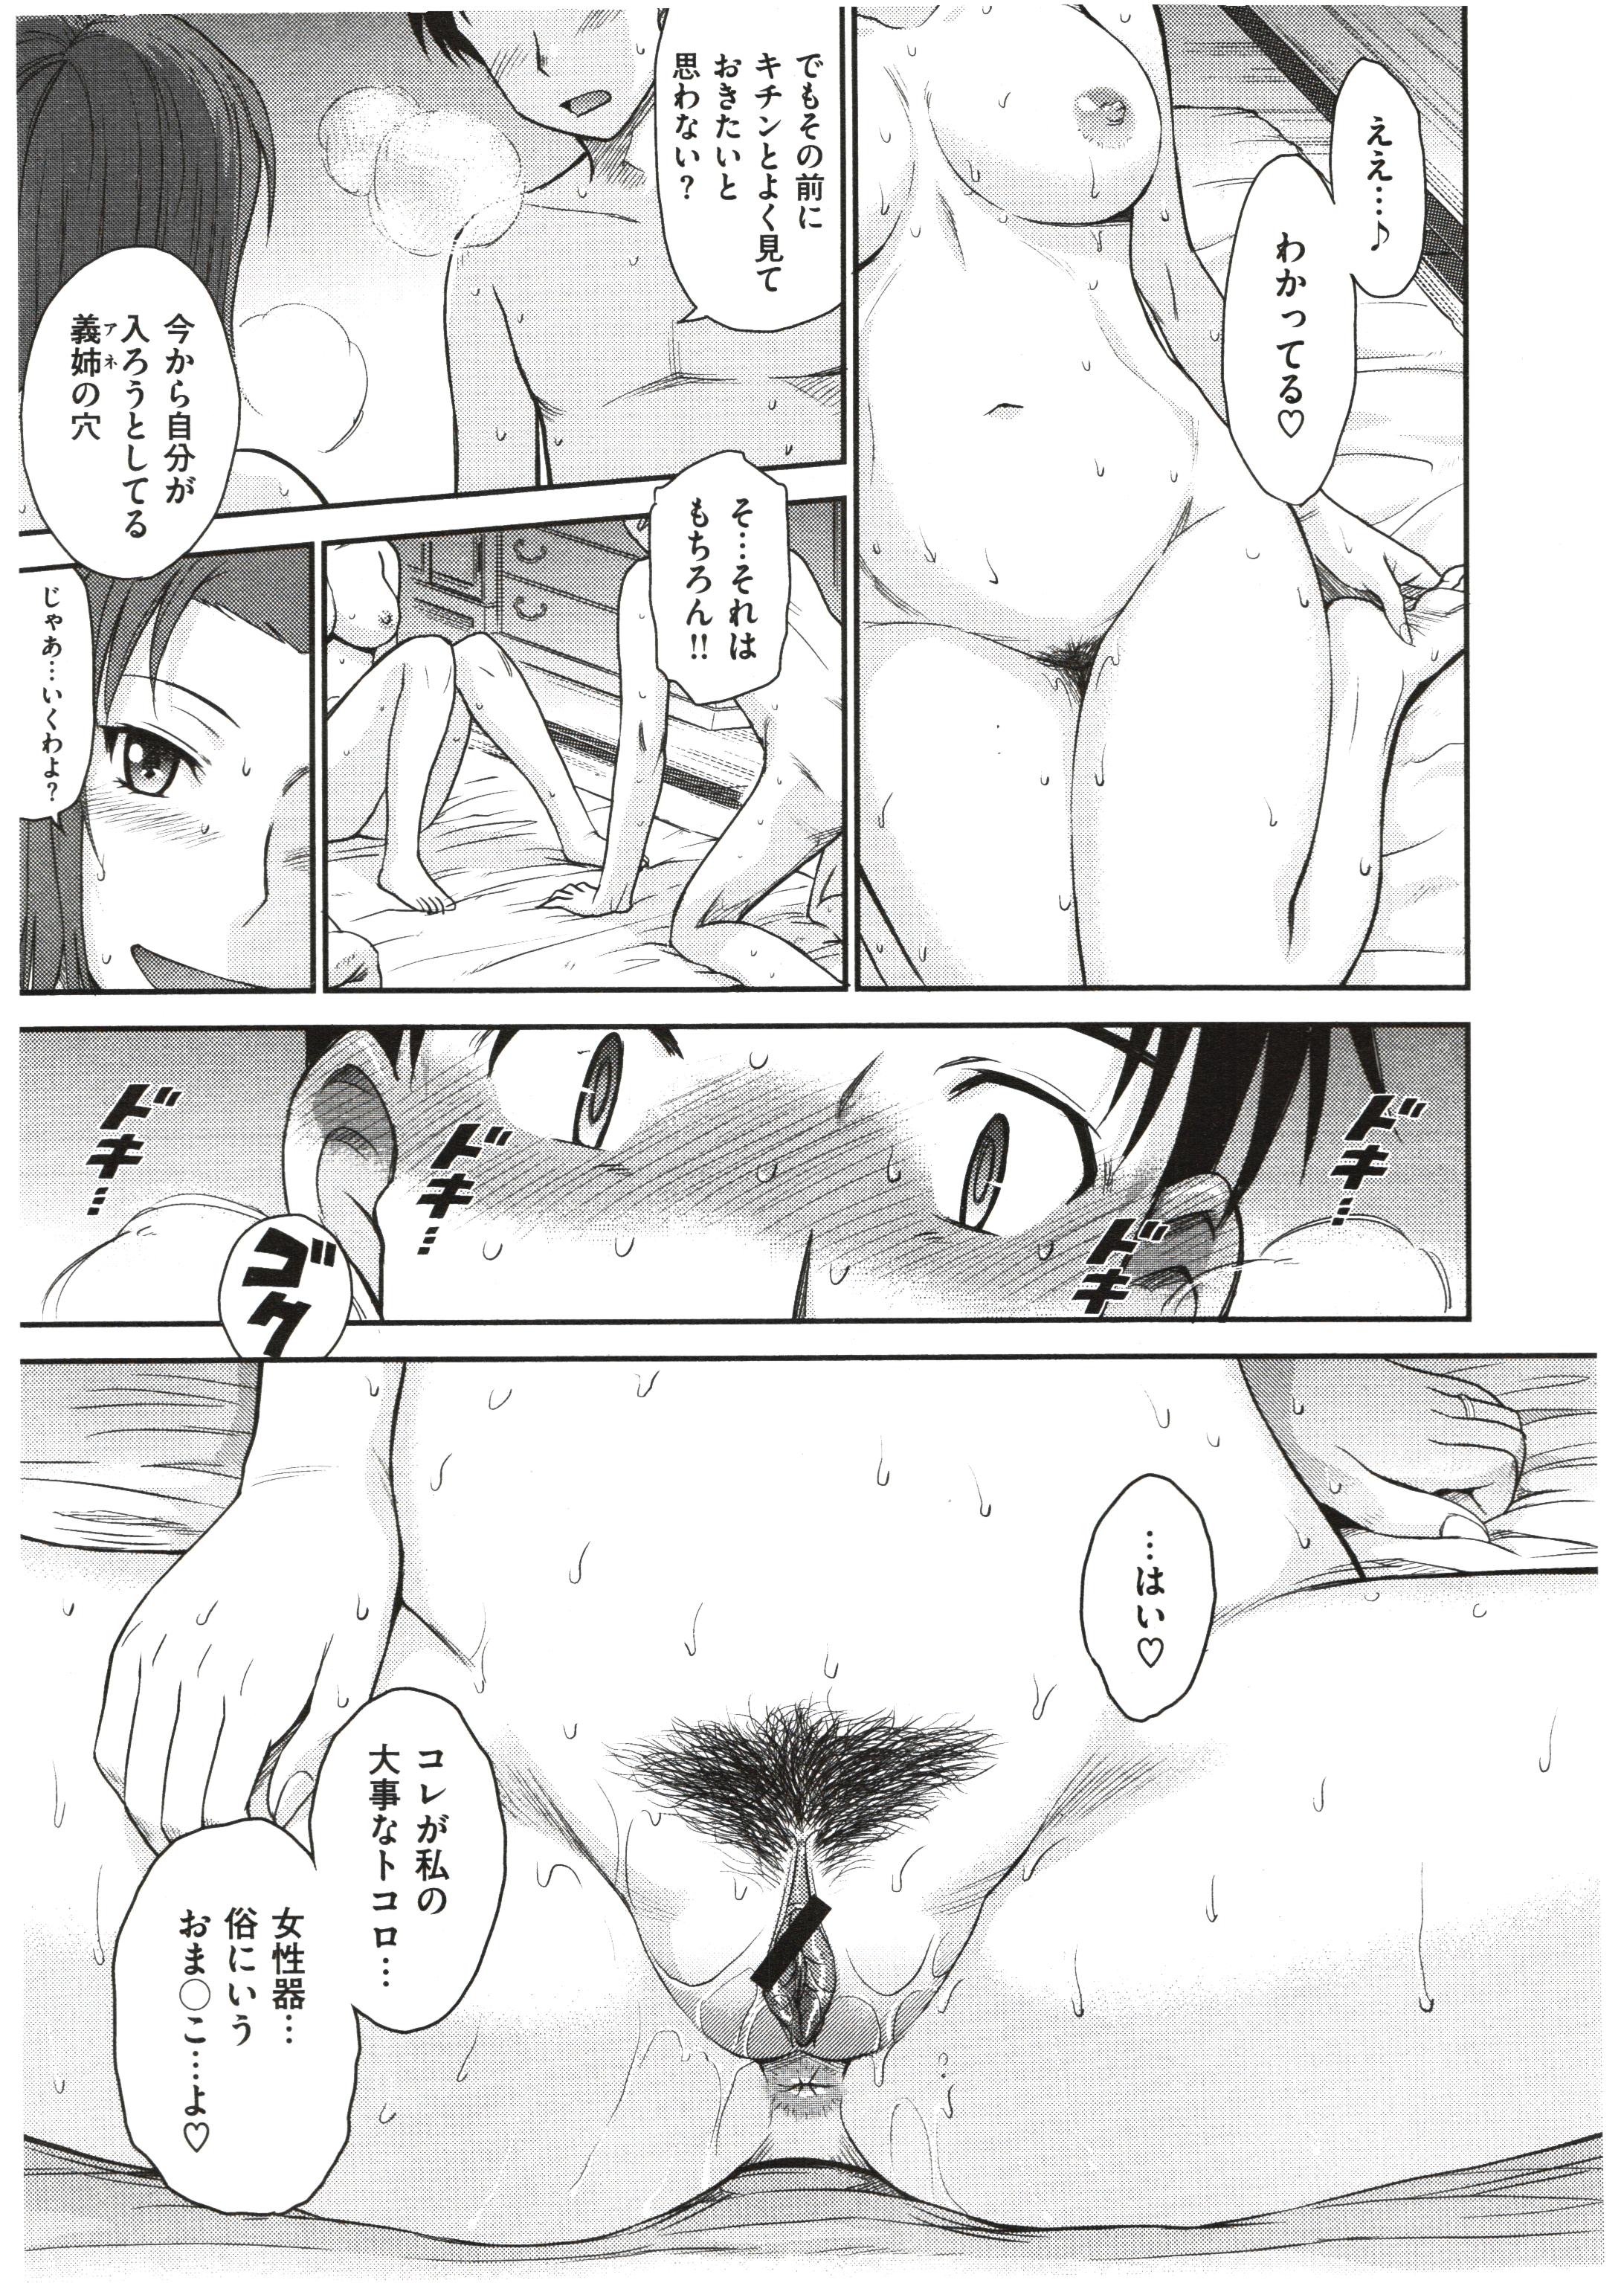 ええ…♪
わかってる♡
でもその前に
キチンとよく見て
おきたいと
思わない?
今から自分が
入ろうとしてる
義姉の穴
アネ
そ…それは
もちろん!!
じゃあ…いくわよ?
ドキ…
ドキ
ドキ…
ドキ…
ゴク
…はい♡
コレが私の
大事なトコロ…
女性器…
俗にいう
おま〇こ…よ♡